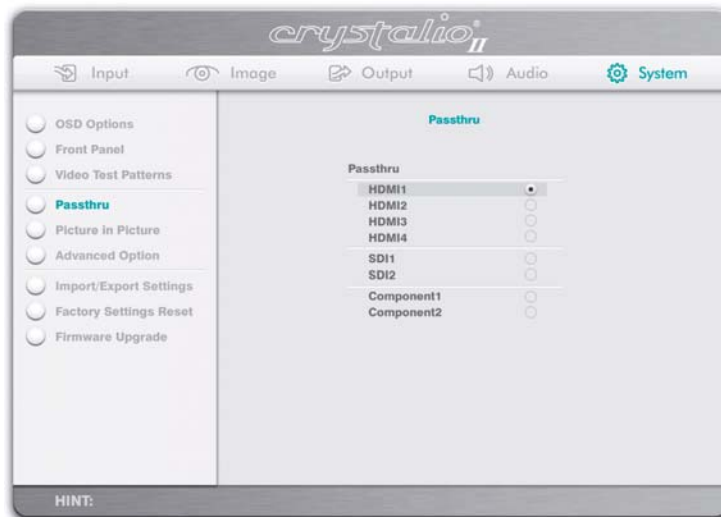 crystalio II
Input Image Output Audio System
OSD Options
Front Panel
Video Test Patterns
Passthru
Picture in Picture
Advanced Option
Import/Export Settings
Factory Settings Reset
Firmware Upgrade
Passthru
Passthru
HDMI1
HDMI2
HDMI3
HDMI4
SDI1
SDI2
Component1
Component2
HINT: